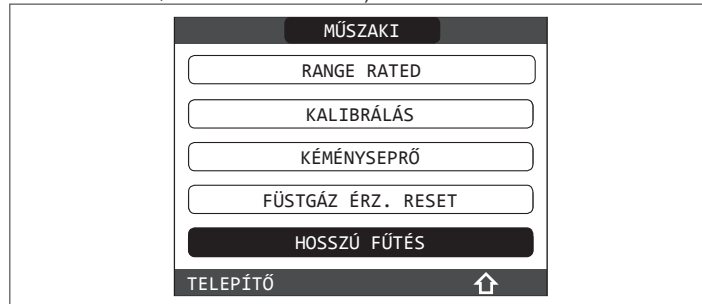 MŰSZAKI
RANGE RATED
KALIBRÁLÁS
KÉMÉNYSEPRŐ
FÜSTGÁZ ÉRZ. RESET
HOSSZÚ FŰTÉS
TELEPÍTŐ